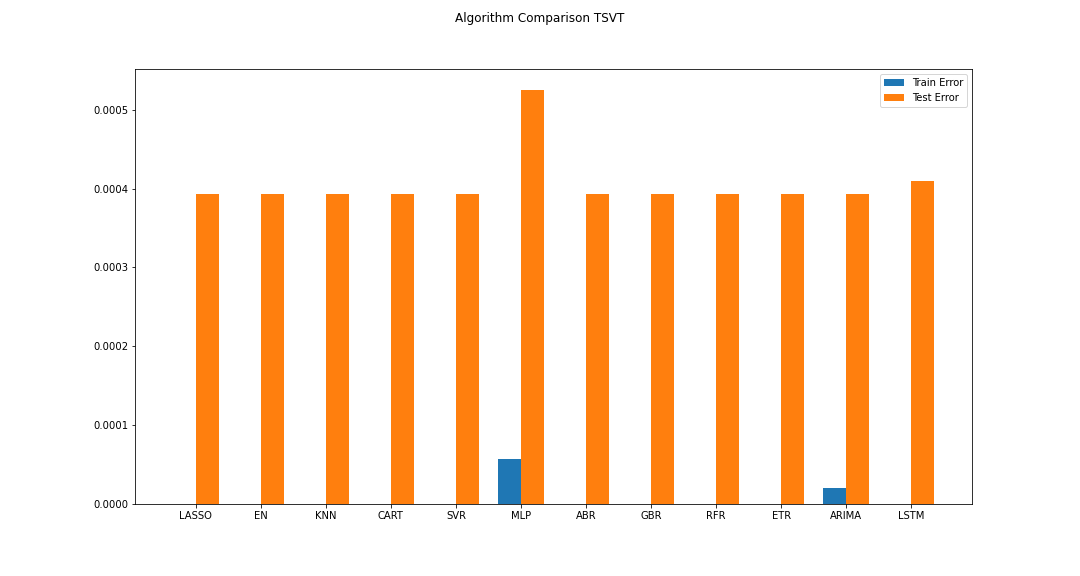 Algorithm Comparison TSVT
Train Error
Test Error
0.0005
0.0004
0.0003
0.0002
0.0001
0.0000
LASSO EN KNN CART SVR MLP ABR GBR RFR ETR ARIMA LSTM